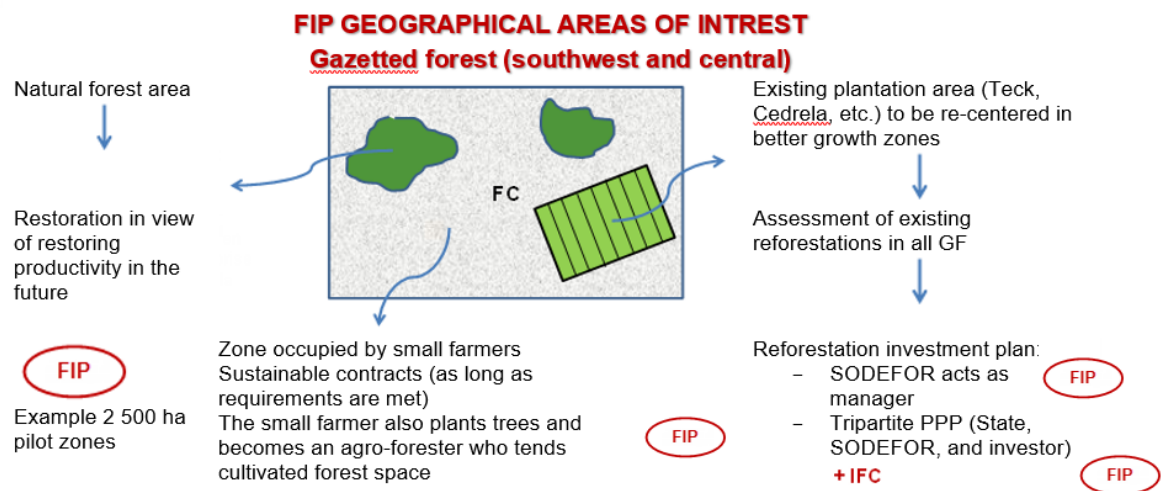 FIP GEOGRAPHICAL AREAS OF INTREST
Gazetted forest (southwest and central)
Natural forest area
Restoration in view
of restoring
productivity in the
future
FIP
Example 2 500 ha
pilot zones
FC
Zone occupied by small farmers
Sustainable contracts (as long as
requirements are met)
The small farmer also plants trees and
becomes an agro-forester who tends
cultivated forest space
FIP
Existing plantation area (Teck,
Cedrela, etc.) to be re-centered in
better growth zones
Assessment of existing
reforestations in all GF
Reforestation investment plan:
– SODEFOR acts as
manager
FIP
– Tripartite PPP (State,
SODEFOR, and investor)
+ IFC
FIP